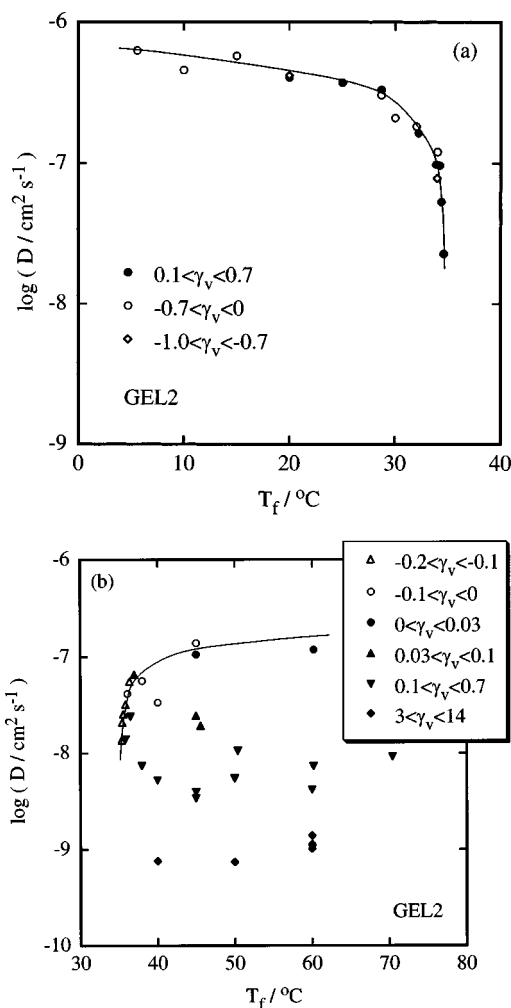 -6
(a)
-7
log ( D / cm² s⁻¹ )
0.1<γᵥ<0.7
-8
-0.7<γᵥ<0
-1.0<γᵥ<-0.7
GEL2
-9
0 10 20 30 40
T_f / °C
-6
(b)
-0.2<γᵥ<-0.1
-0.1<γᵥ<0
0<γᵥ<0.03
0.03<γᵥ<0.1
0.1<γᵥ<0.7
3<γᵥ<14
-7
log ( D / cm² s⁻¹ )
-8
-9
GEL2
-10
30 40 50 60 70 80
T_f / °C